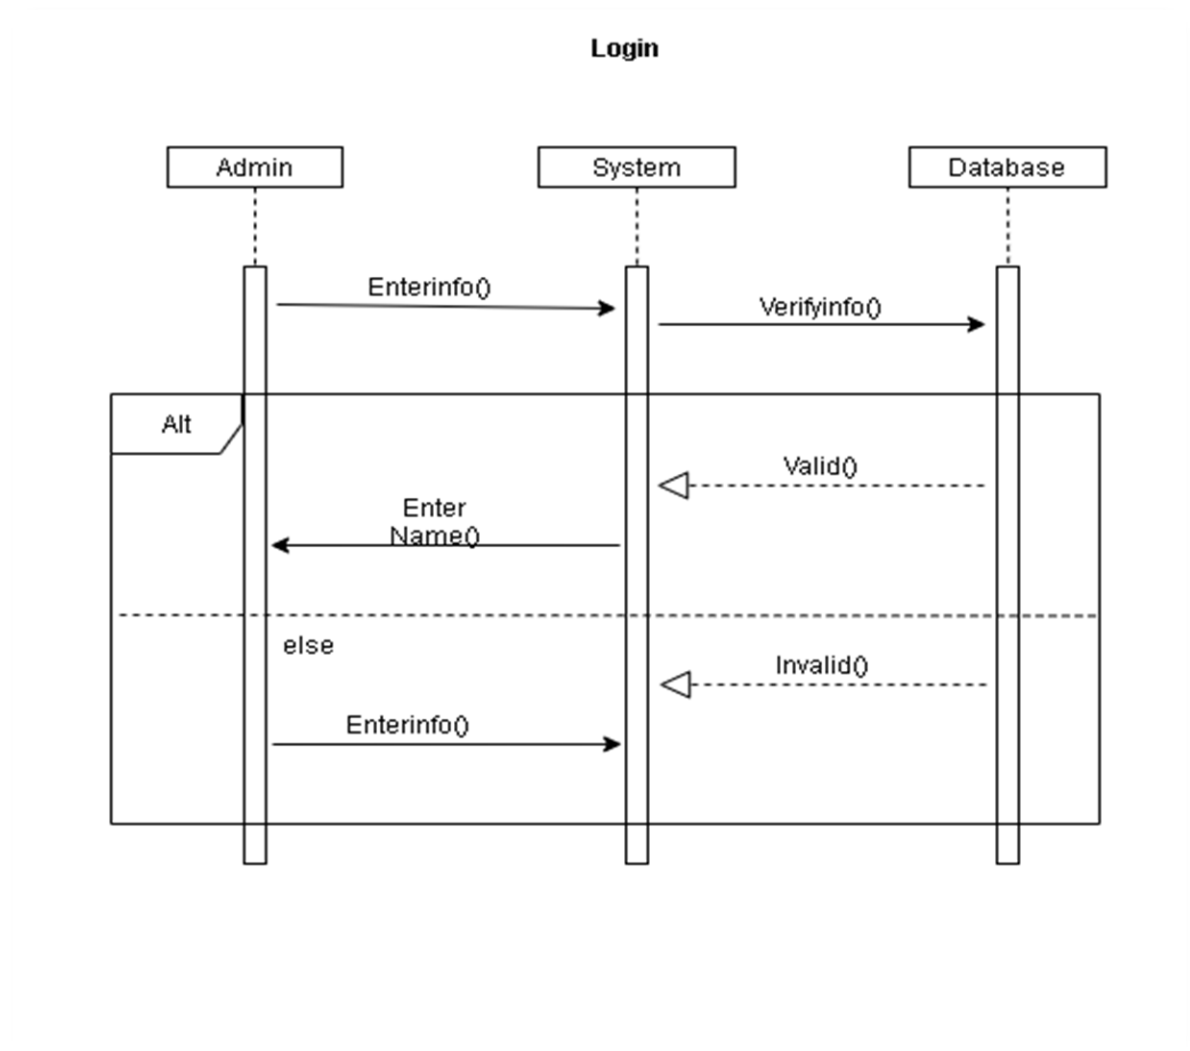 Login
Admin
System
Database
Enterinfo()
Verifyinfo()
Alt
Valid()
Enter
Name()
else
Invalid()
Enterinfo()